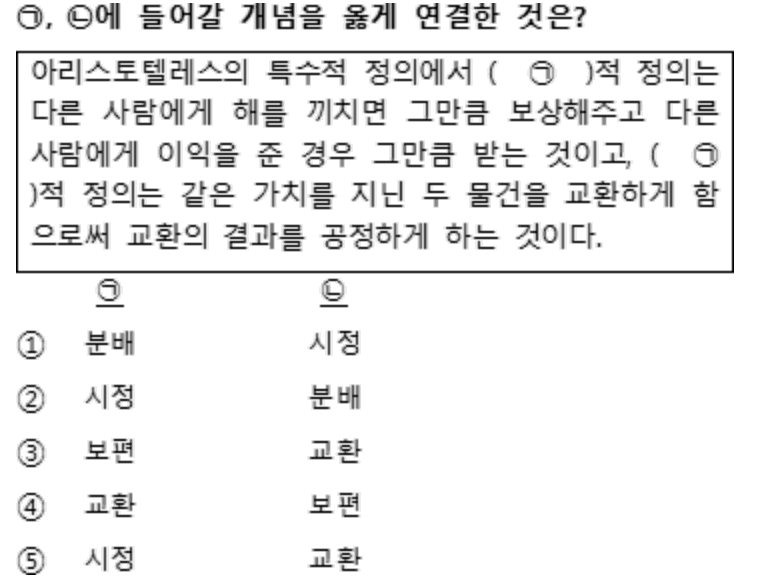 ㉠, ㉡에 들어갈 개념을 옳게 연결한 것은?
아리스토텔레스의 특수적 정의에서 ( ㉠ )적 정의는
다른 사람에게 해를 끼치면 그만큼 보상해주고 다른
사람에게 이익을 준 경우 그만큼 받는 것이고, ( ㉠
)적 정의는 같은 가치를 지닌 두 물건을 교환하게 함
으로써 교환의 결과를 공정하게 하는 것이다.
㉠ ㉡
① 분배 시정
② 시정 분배
③ 보편 교환
④ 교환 보편
⑤ 시정 교환